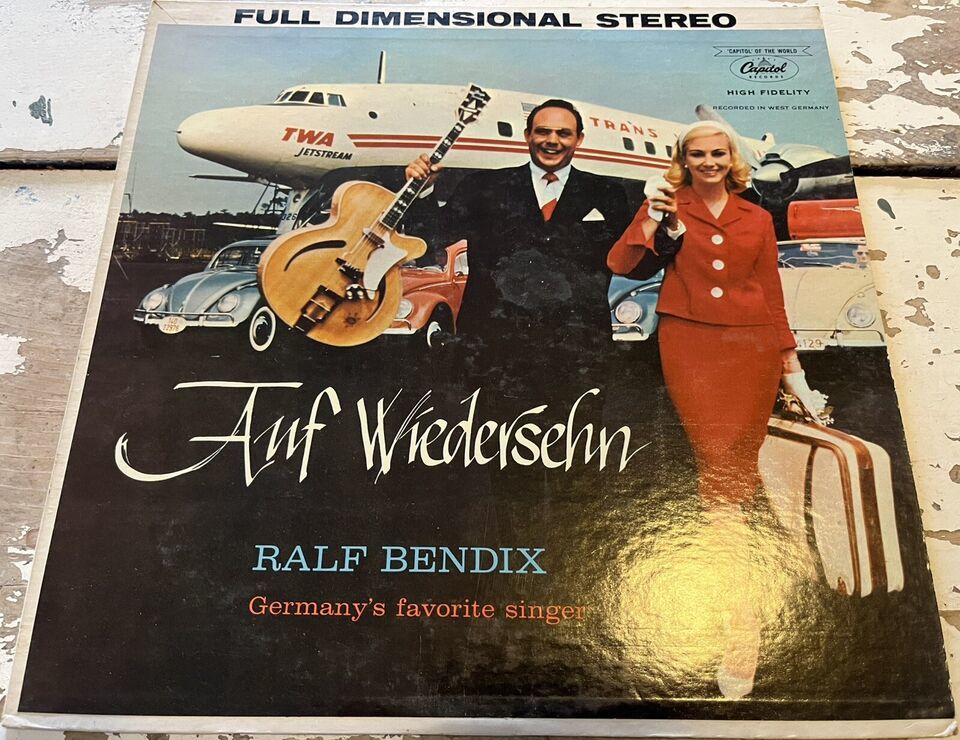 FULL DIMENSIONAL STEREO
'CAPITOL' OF THE WORLD
Capitol
RECORDS
HIGH FIDELITY
RECORDED IN WEST GERMANY
TWA
JETSTREAM
TRANS
Auf Wiedersehn
RALF BENDIX
Germany's favorite singer